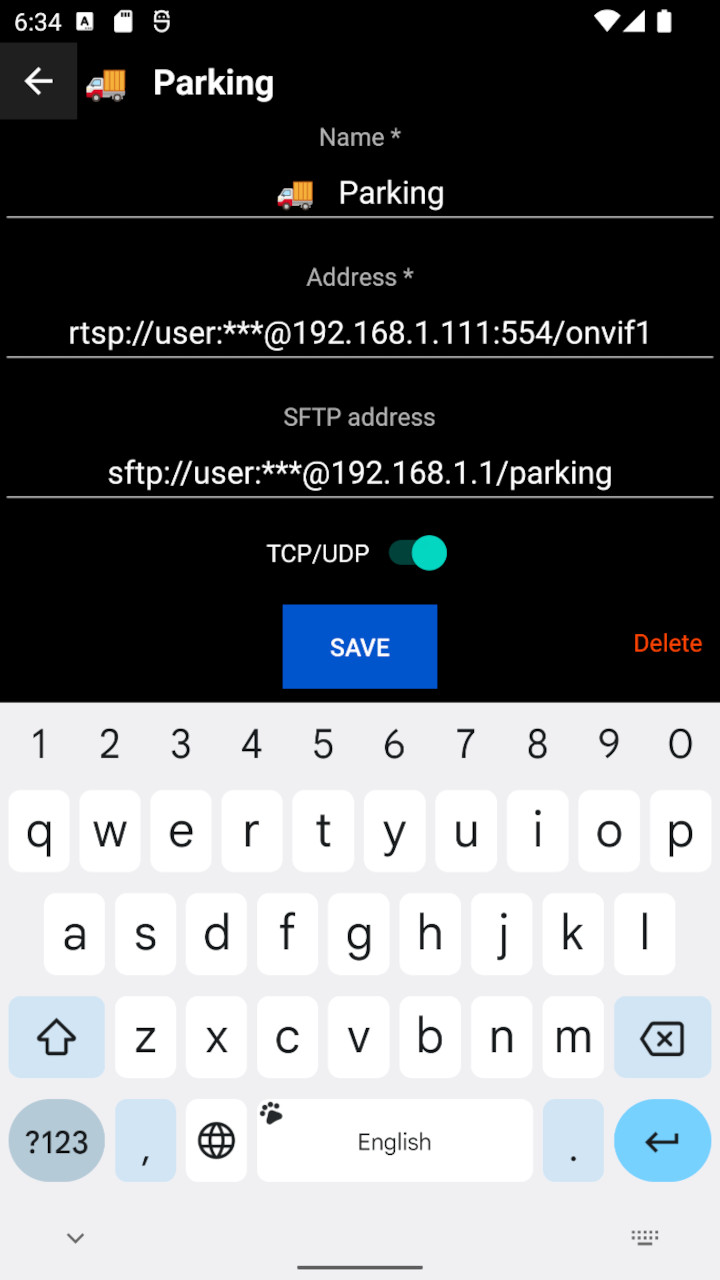 6:34
Parking
Name *
Parking
Address *
rtsp://user:***@192.168.1.111:554/onvif1
SFTP address
sftp://user:***@192.168.1.1/parking
TCP/UDP
SAVE
Delete
1 2 3 4 5 6 7 8 9 0
q w e r t y u i o p
a s d f g h j k l
z x c v b n m
?123 , English .